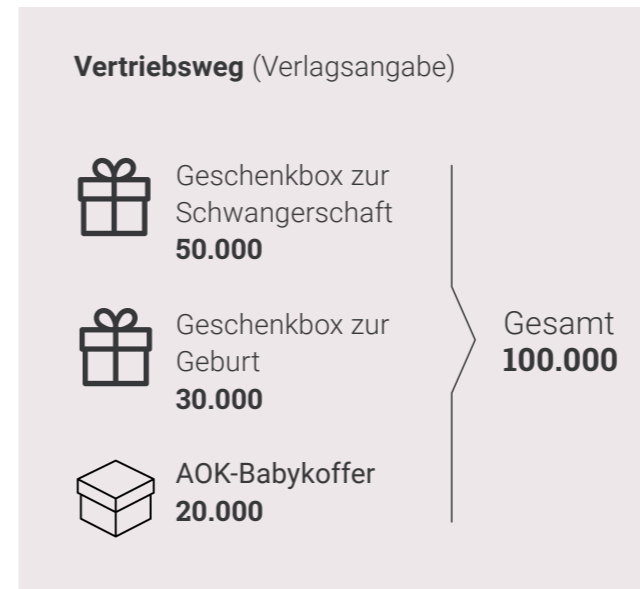 Vertriebsweg (Verlagsangabe)
Geschenkbox zur
Schwangerschaft
50.000
Geschenkbox zur
Geburt
30.000
AOK-Babykoffer
20.000
Gesamt
100.000